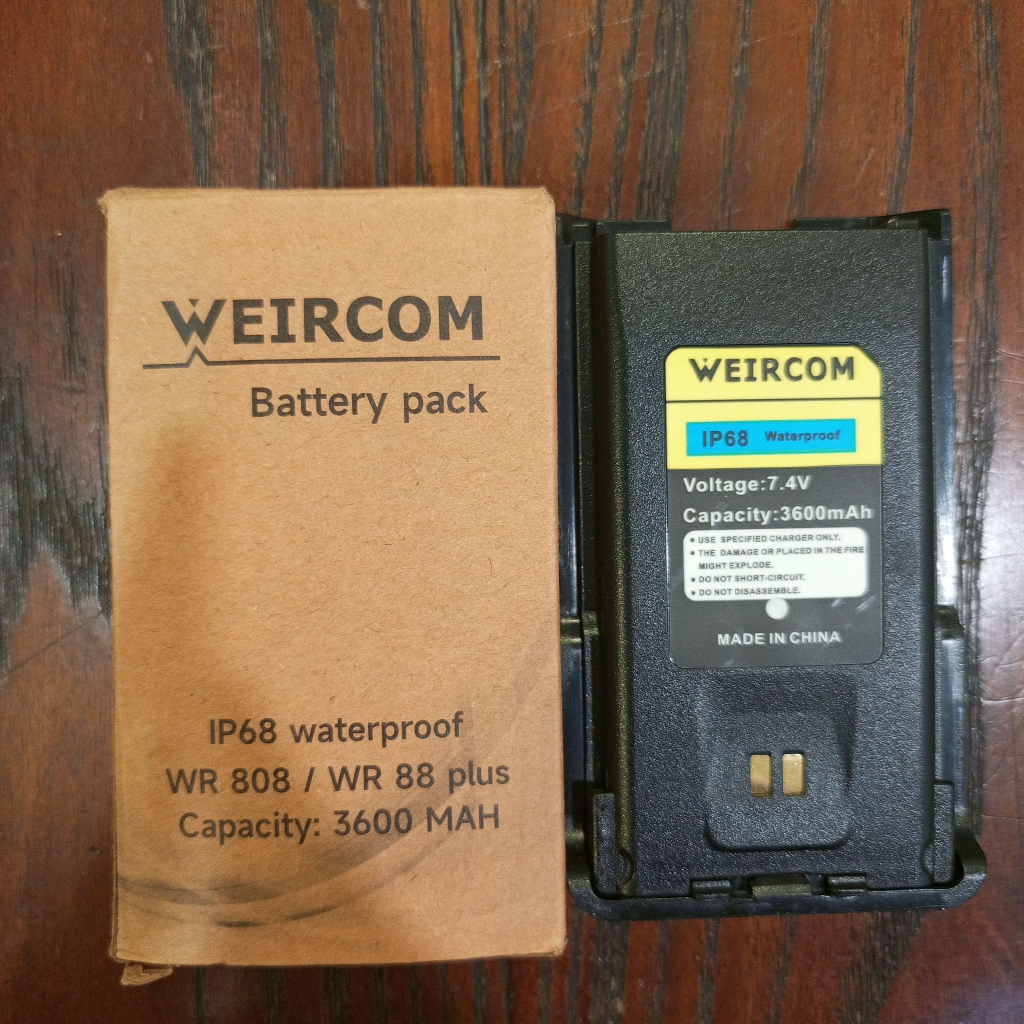 WEIRCOM
Battery pack
IP68 waterproof
WR 808 / WR 88 plus
Capacity: 3600 MAH
WEIRCOM
IP68 Waterproof
Voltage:7.4V
Capacity:3600mAh
• USE SPECIFIED CHARGER ONLY.
• THE DAMAGE OR PLACED IN THE FIRE
MIGHT EXPLODE.
• DO NOT SHORT-CIRCUIT.
• DO NOT DISASSEMBLE.
MADE IN CHINA